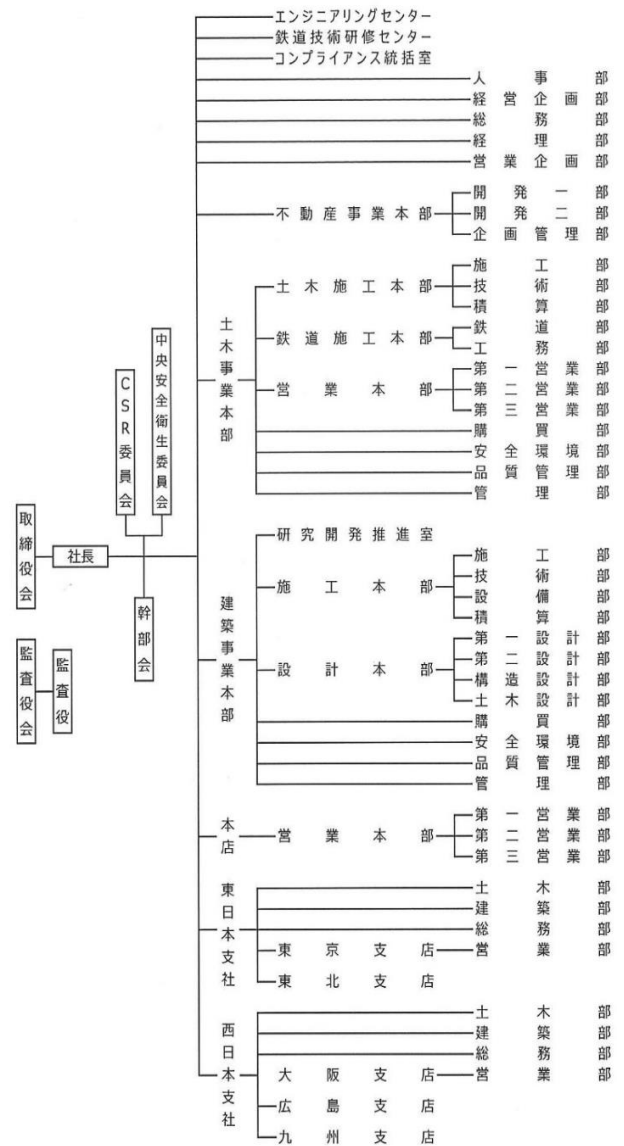 エンジニアリングセンター
鉄道技術研修センター
コンプライアンス統括室
人事部
経営企画部
総務部
経理部
営業企画部
不動産事業本部
開発一部
開発二部
企画管理部
土木事業本部
土木施工本部
施工部
技術部
積算部
鉄道施工本部
鉄道部
工務部
営業本部
第一営業部
第二営業部
第三営業部
購買部
安全環境部
品質管理部
管理部
中央安全衛生委員会
CSR委員会
取締役会
社長
幹部会
監査役会
監査役
建築事業本部
研究開発推進室
施工本部
施工部
技術部
設備部
積算部
設計本部
第一設計部
第二設計部
構造設計部
土木設計部
購買部
安全環境部
品質管理部
管理部
本店
営業本部
第一営業部
第二営業部
第三営業部
東日本支社
土木部
建築部
総務部
東京支店
営業部
東北支店
西日本支社
土木部
建築部
総務部
大阪支店
営業部
広島支店
九州支店